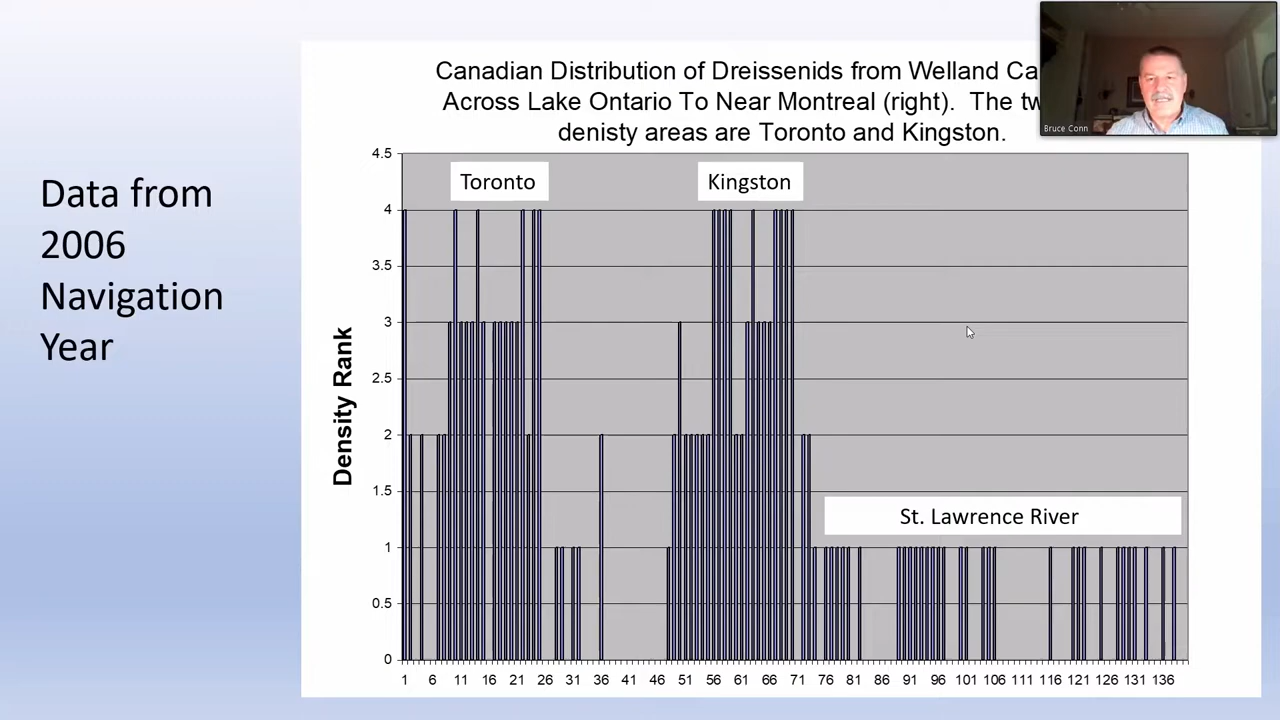 Canadian Distribution of Dreissenids from Welland Ca
Across Lake Ontario To Near Montreal (right). The tw
denisty areas are Toronto and Kingston.
Bruce Conn
Data from
2006
Navigation
Year
Toronto
Kingston
St. Lawrence River
Density Rank
4.5
4
3.5
3
2.5
2
1.5
1
0.5
0
1 6 11 16 21 26 31 36 41 46 51 56 61 66 71 76 81 86 91 96 101 106 111 116 121 126 131 136